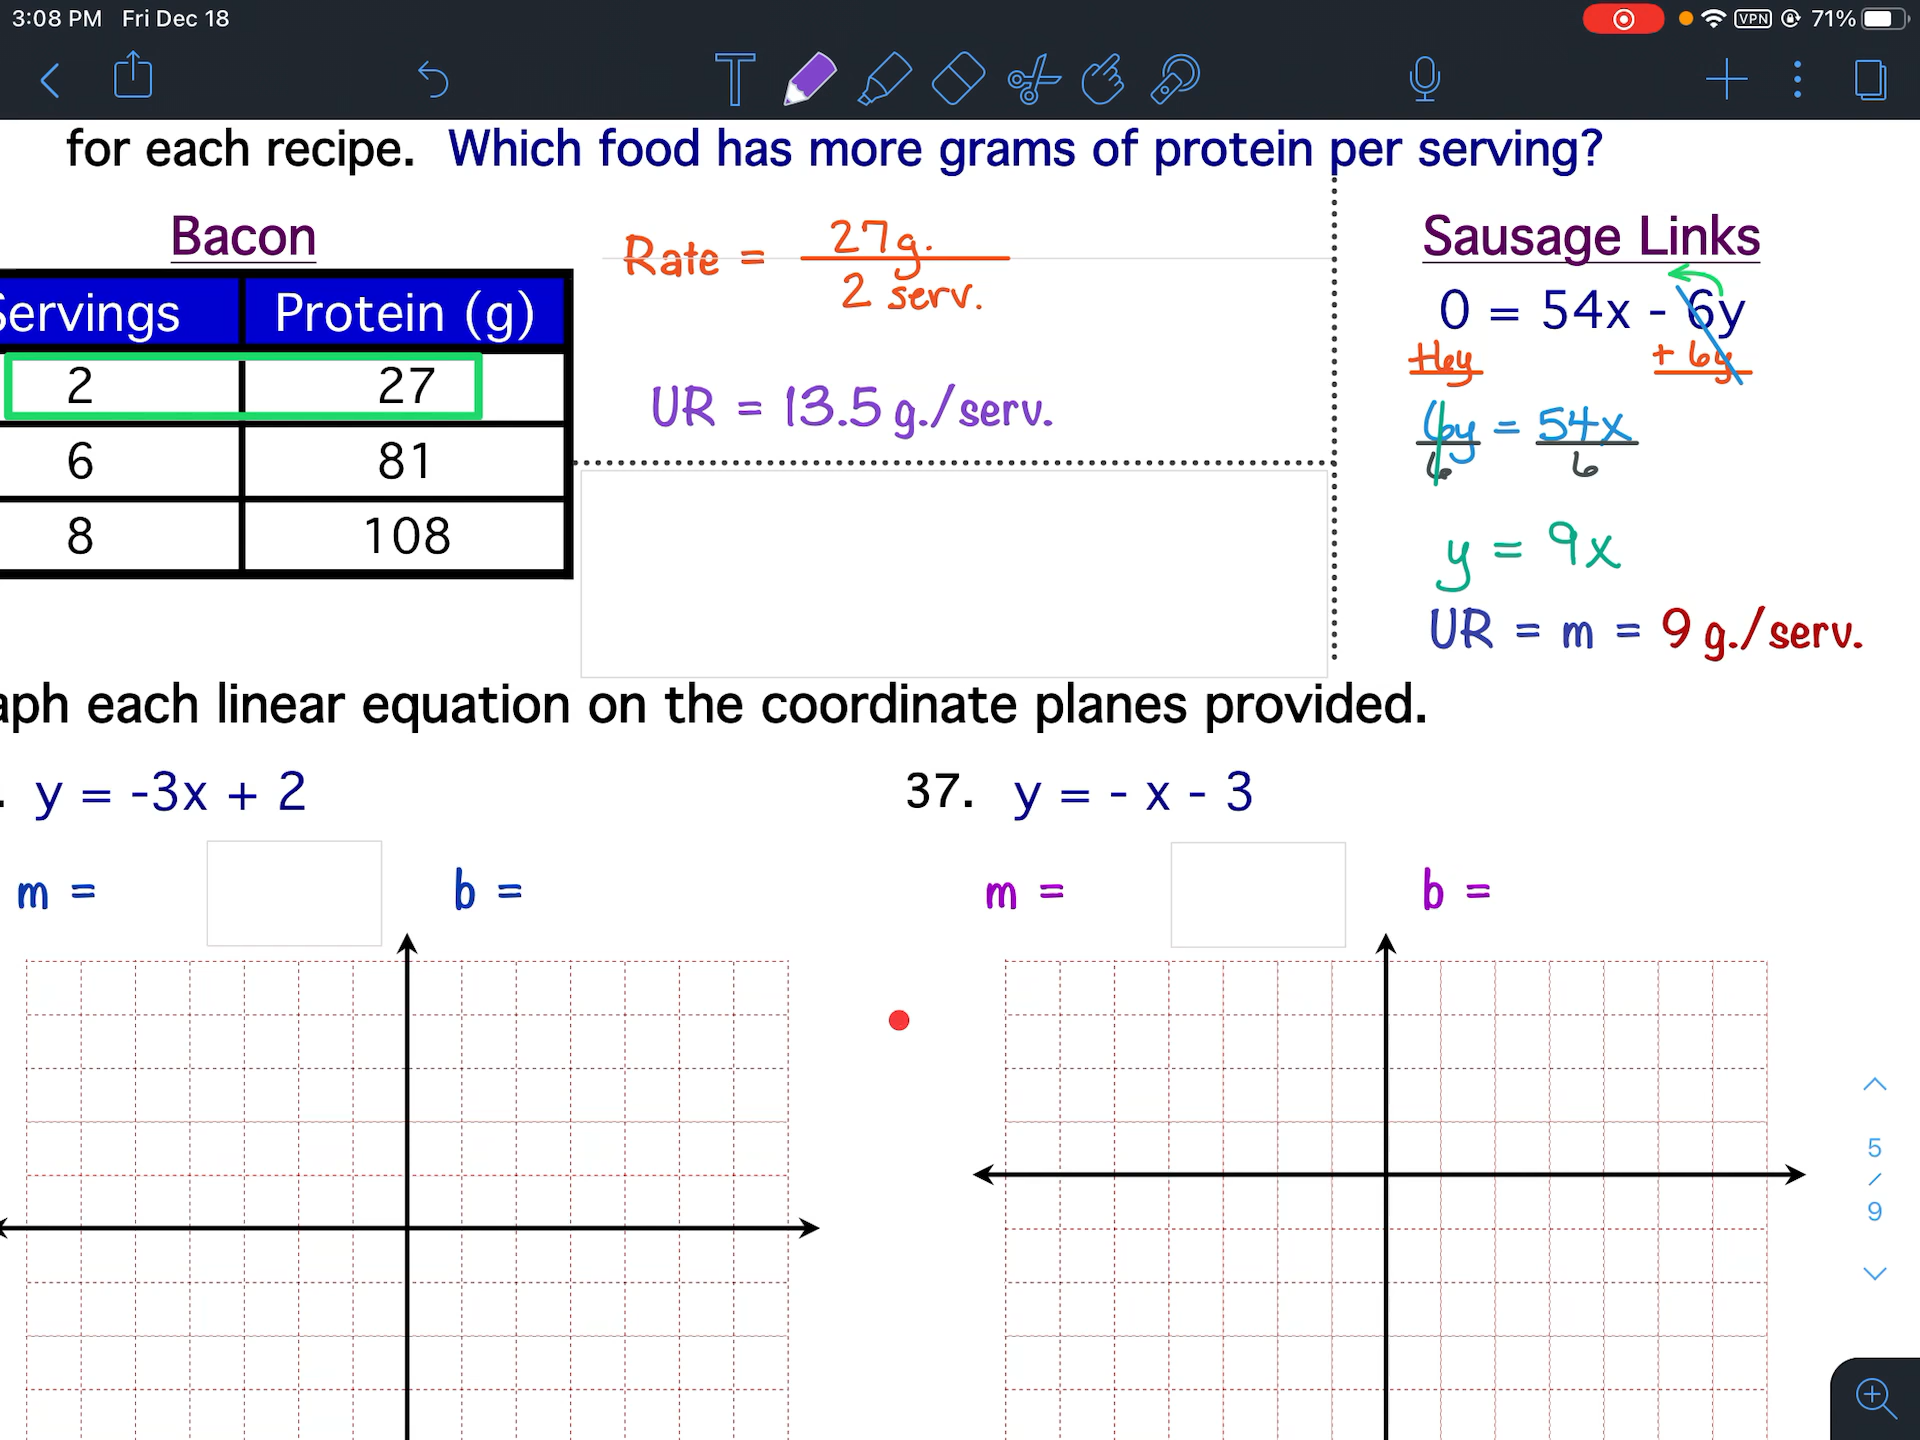 3:08 PM Fri Dec 18
VPN 71%
for each recipe. Which food has more grams of protein per serving?
Bacon
Servings Protein (g)
2 27
6 81
8 108
Rate = 27g.
2 serv.
UR = 13.5 g./serv.
Sausage Links
0 = 54x - 6y
+6y + 6y
6y = 54x
6 6
y = 9x
UR = m = 9 g./serv.
aph each linear equation on the coordinate planes provided.
. y = -3x + 2
m = b =
37. y = - x - 3
m = b =
5
/
9